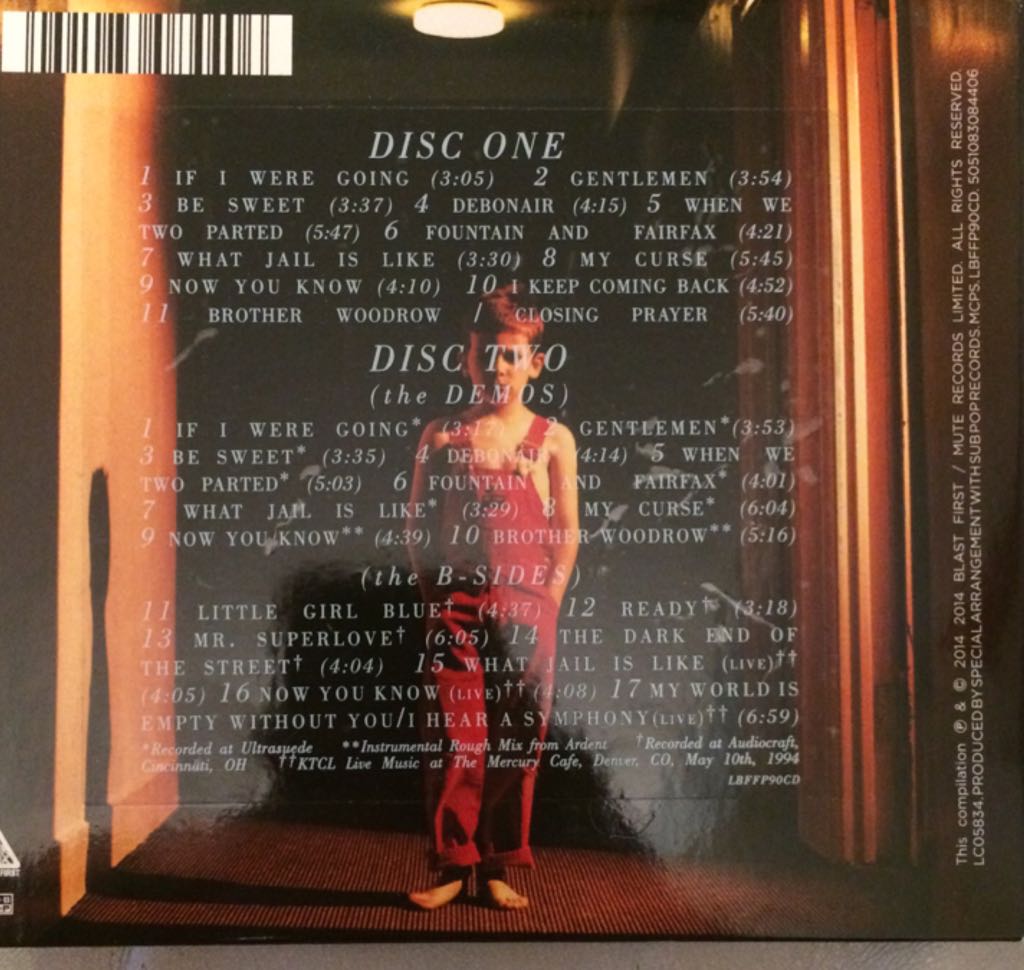 DISC ONE
1 IF I WERE GOING (3:05) 2 GENTLEMEN (3:54)
3 BE SWEET (3:37) 4 DEBONAIR (4:15) 5 WHEN WE
TWO PARTED (5:47) 6 FOUNTAIN AND FAIRFAX (4:21)
7 WHAT JAIL IS LIKE (3:30) 8 MY CURSE (5:45)
9 NOW YOU KNOW (4:10) 10 I KEEP COMING BACK (4:52)
11 BROTHER WOODROW / CLOSING PRAYER (5:40)
DISC TWO
(the DEMOS)
1 IF I WERE GOING* (3:17) 2 GENTLEMEN*(3:53)
3 BE SWEET* (3:35) 4 DEBONAIR (4:14) 5 WHEN WE
TWO PARTED* (5:03) 6 FOUNTAIN AND FAIRFAX* (4:01)
7 WHAT JAIL IS LIKE* (3:29) 8 MY CURSE* (6:04)
9 NOW YOU KNOW** (4:39) 10 BROTHER WOODROW** (5:16)
(the B-SIDES)
11 LITTLE GIRL BLUE† (4:37) 12 READY† (3:18)
13 MR. SUPERLOVE† (6:05) 14 THE DARK END OF
THE STREET† (4:04) 15 WHAT JAIL IS LIKE (LIVE)††
(4:05) 16 NOW YOU KNOW (LIVE)†† (4:08) 17 MY WORLD IS
EMPTY WITHOUT YOU/I HEAR A SYMPHONY(LIVE)†† (6:59)
*Recorded at Ultrasuede **Instrumental Rough Mix from Ardent †Recorded at Audiocraft,
Cincinnati, OH ††KTCL Live Music at The Mercury Cafe, Denver, CO, May 10th, 1994
LBFFP90CD
This compilation ℗ & © 2014 2014 BLAST FIRST / MUTE RECORDS LIMITED. ALL RIGHTS RESERVED.
LC05834.PRODUCED BY SPECIAL ARRANGEMENT WITH SUB POP RECORDS.MCPS.LBFFP90CD. 5051083084406
FIRST